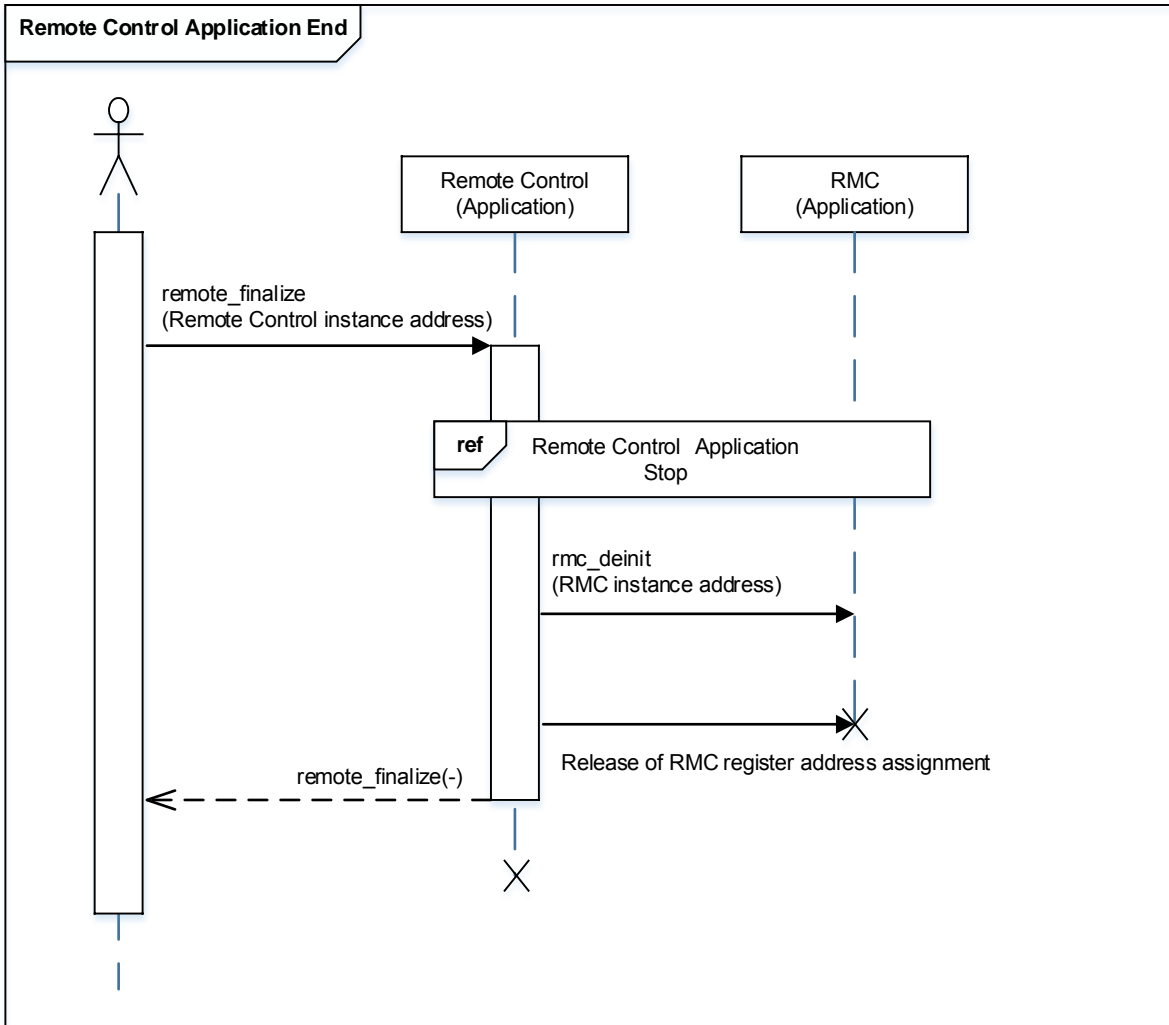 Remote Control Application End
Remote Control
(Application)
RMC
(Application)
remote_finalize
(Remote Control instance address)
ref
Remote Control Application
Stop
rmc_deinit
(RMC instance address)
Release of RMC register address assignment
remote_finalize(-)